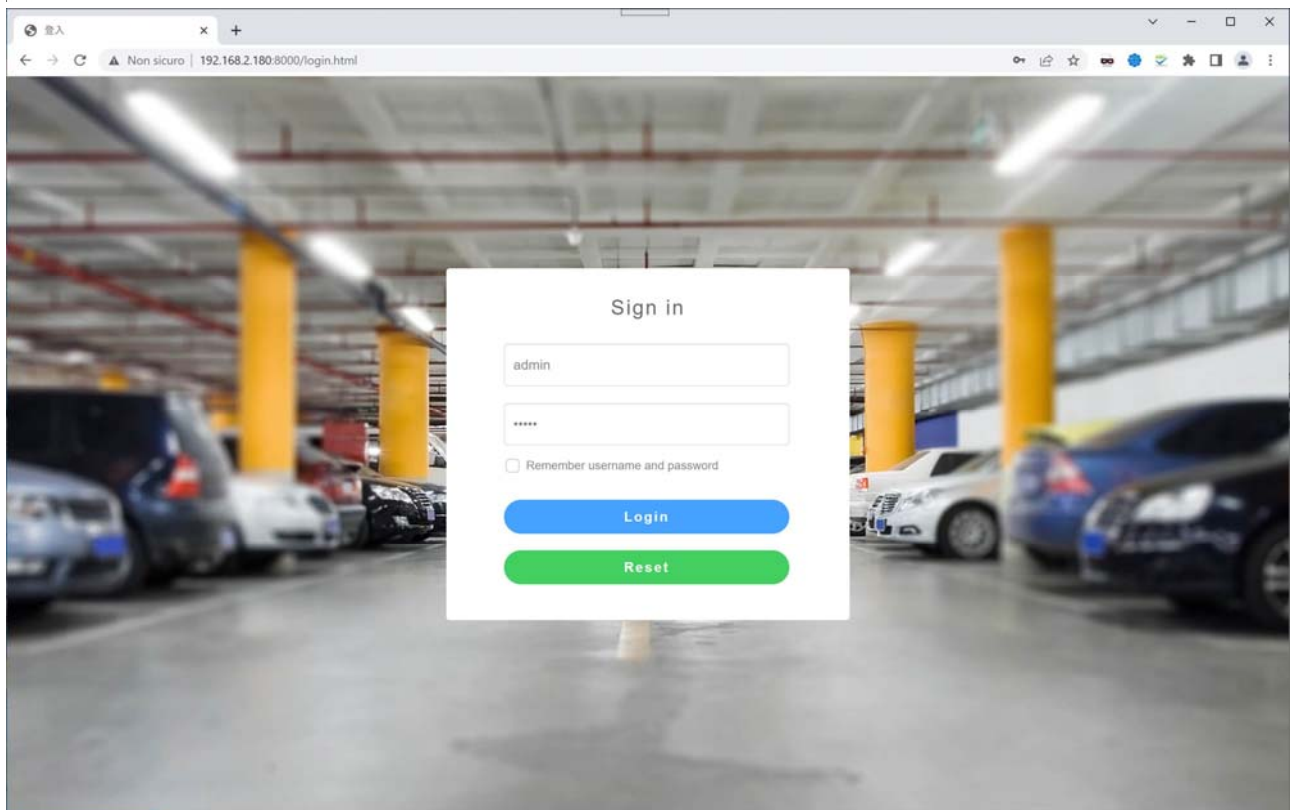 登入
Non sicuro | 192.168.2.180:8000/login.html
Sign in
admin
•••••
Remember username and password
Login
Reset